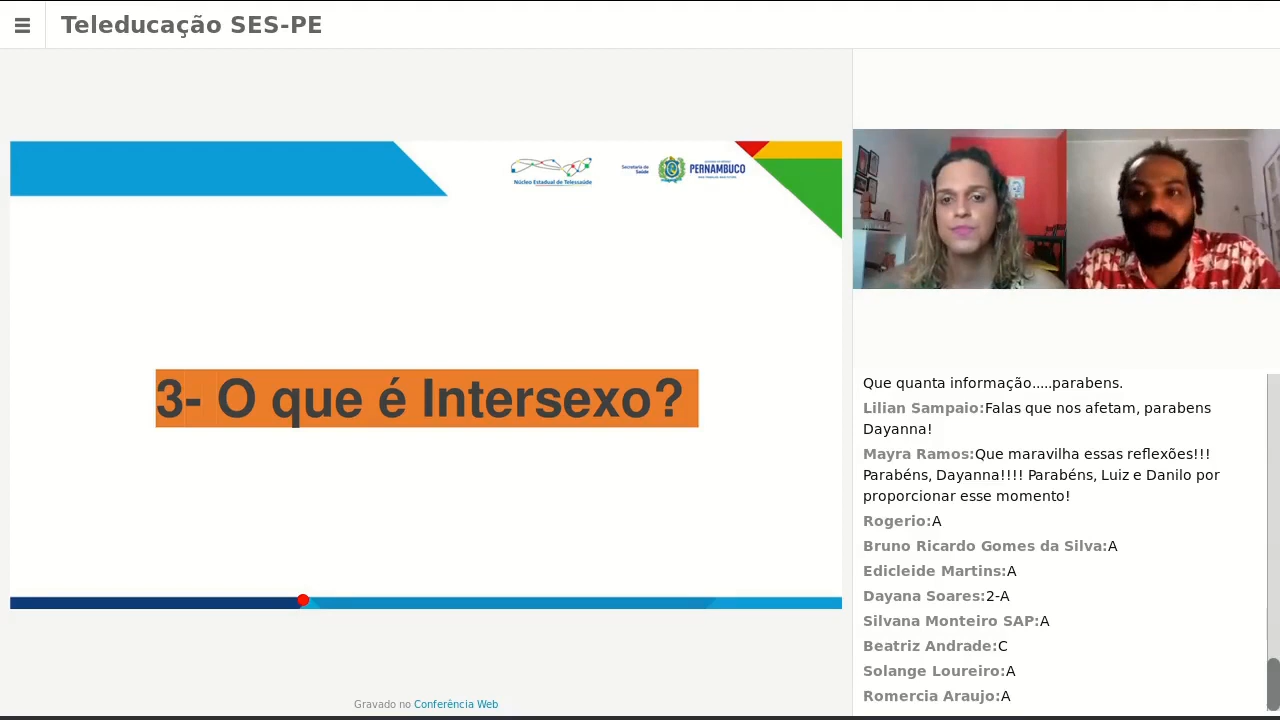 Teleducação SES-PE
Núcleo Estadual de Telessaúde
Secretaria de
Saúde
PERNAMBUCO
3- O que é Intersexo?
Gravado no Conferência Web
Que quanta informação.....parabens.
Lilian Sampaio:Falas que nos afetam, parabens
Dayanna!
Mayra Ramos:Que maravilha essas reflexões!!!
Parabéns, Dayanna!!!! Parabéns, Luiz e Danilo por
proporcionar esse momento!
Rogerio:A
Bruno Ricardo Gomes da Silva:A
Edicleide Martins:A
Dayana Soares:2-A
Silvana Monteiro SAP:A
Beatriz Andrade:C
Solange Loureiro:A
Romercia Araujo:A